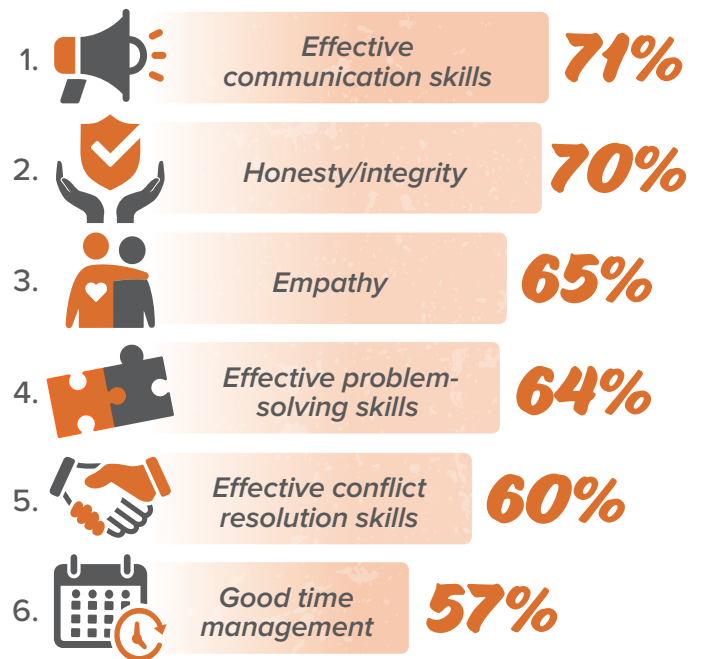 1.
Effective
communication skills
71%
2.
Honesty/integrity
70%
3.
Empathy
65%
4.
Effective problem-
solving skills
64%
5.
Effective conflict
resolution skills
60%
6.
Good time
management
57%